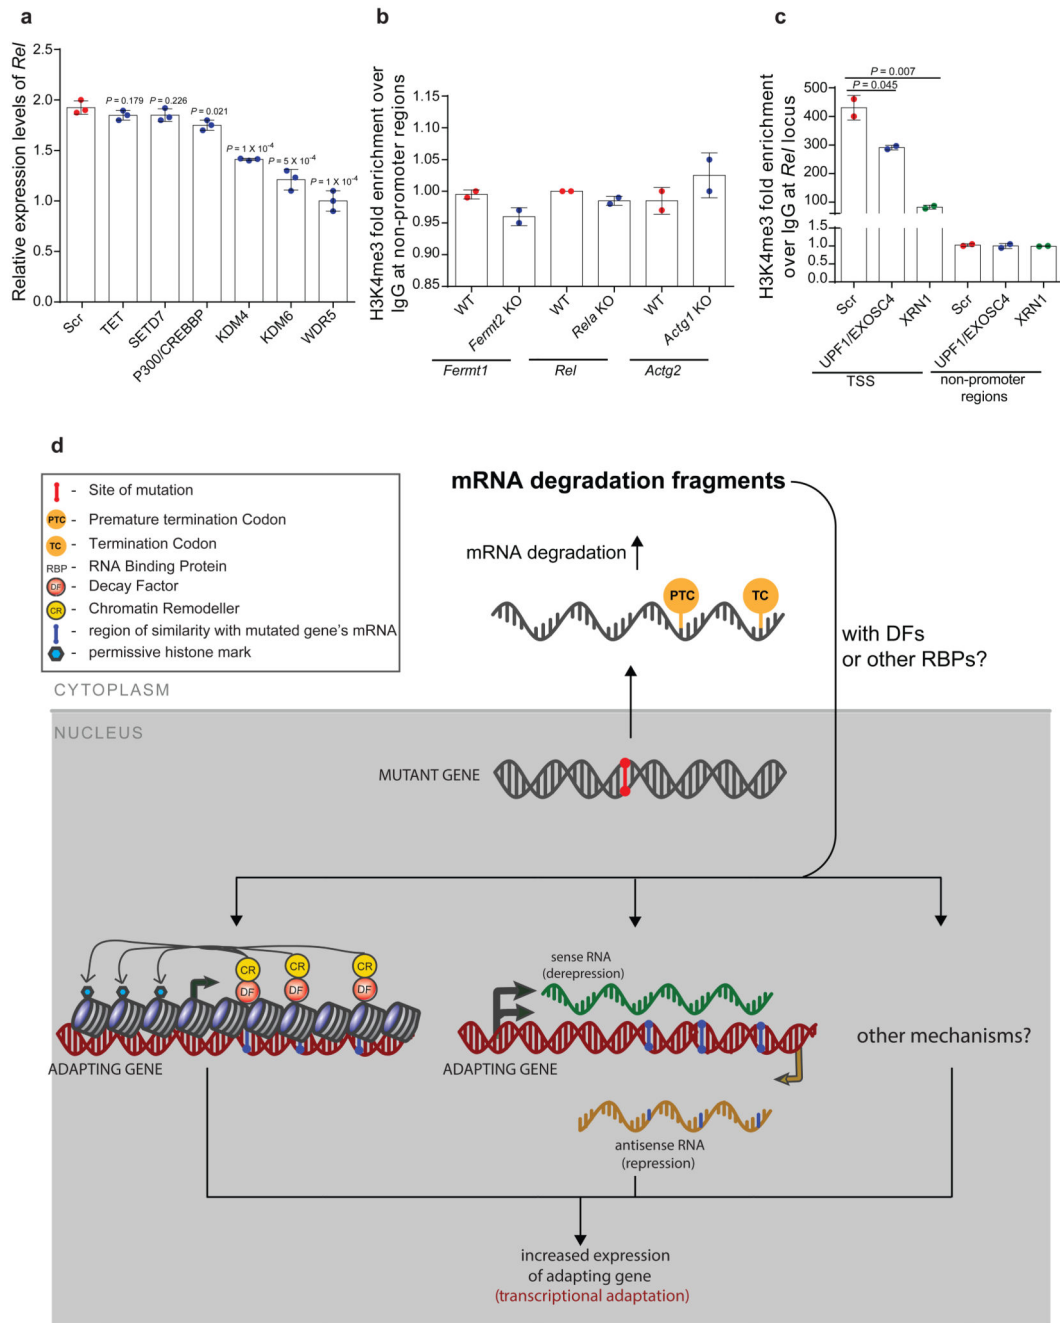 a
Relative expression levels of Rel
2.5
2.0
1.5
1.0
0.5
0.0
P = 0.179
P = 0.226
P = 0.021
P = 1 X 10-4
P = 5 X 10-4
P = 1 X 10-4
Scr
TET
SETD7
P300/CREBBP
KDM4
KDM6
WDR5
b
H3K4me3 fold enrichment over
IgG at non-promoter regions
1.15
1.10
1.05
1.00
0.95
0.90
0.85
WT
Fermt2 KO
WT
Rela KO
WT
Actg1 KO
Fermt1
Rel
Actg2
c
H3K4me3 fold enrichment
over IgG at Rel locus
P = 0.007
P = 0.045
500
400
300
200
100
1.5
1.0
0.5
0.0
Scr
UPF1/EXOSC4
XRN1
Scr
UPF1/EXOSC4
XRN1
TSS
non-promoter
regions
d
- Site of mutation
PTC - Premature termination Codon
TC - Termination Codon
RBP - RNA Binding Protein
DF - Decay Factor
CR - Chromatin Remodeller
- region of similarity with mutated gene's mRNA
- permissive histone mark
mRNA degradation fragments
mRNA degradation
PTC
TC
with DFs
or other RBPs?
CYTOPLASM
NUCLEUS
MUTANT GENE
CR
CR
CR
DF
DF
DF
ADAPTING GENE
sense RNA
(derepression)
ADAPTING GENE
antisense RNA
(repression)
other mechanisms?
increased expression
of adapting gene
(transcriptional adaptation)